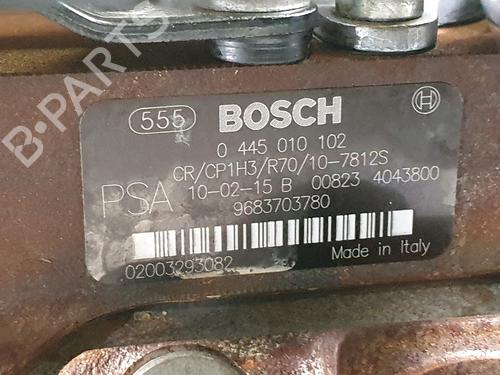 555 BOSCH
0 445 010 102
CR/CP1H3/R70/10-7812S
PSA 10-02-15 B 00823 4043800
9683703780
02003293082 Made in Italy
B-PARTS